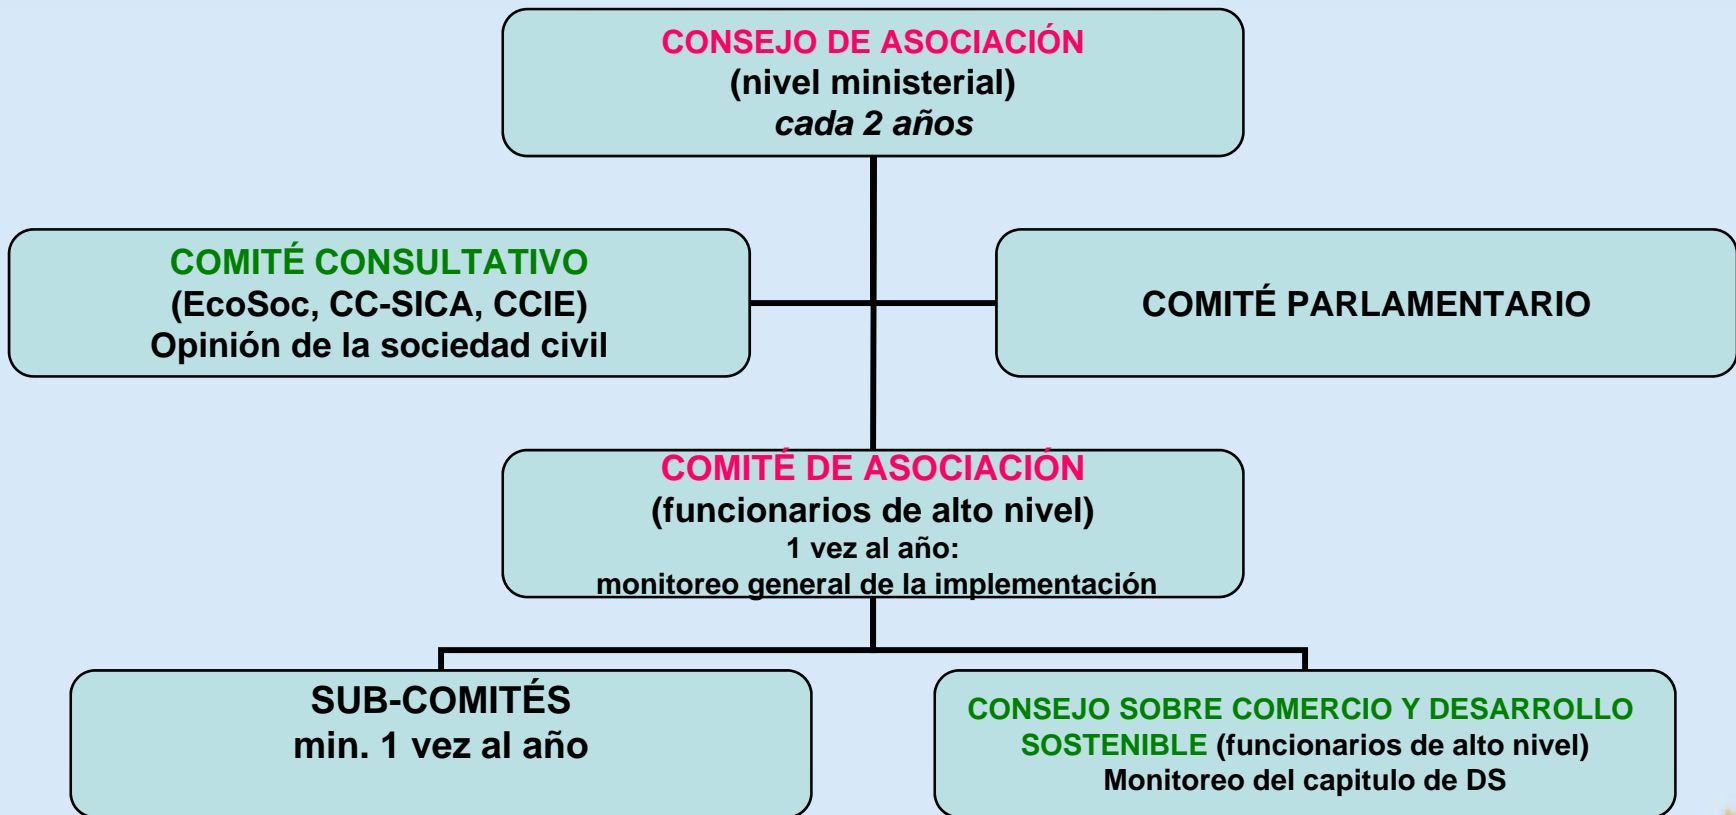 CONSEJO DE ASOCIACIÓN
(nivel ministerial)
cada 2 años
COMITÉ CONSULTATIVO
(EcoSoc, CC-SICA, CCIE)
Opinión de la sociedad civil
COMITÉ PARLAMENTARIO
COMITÉ DE ASOCIACIÓN
(funcionarios de alto nivel)
1 vez al año:
monitoreo general de la implementación
SUB-COMITÉS
min. 1 vez al año
CONSEJO SOBRE COMERCIO Y DESARROLLO
SOSTENIBLE (funcionarios de alto nivel)
Monitoreo del capitulo de DS